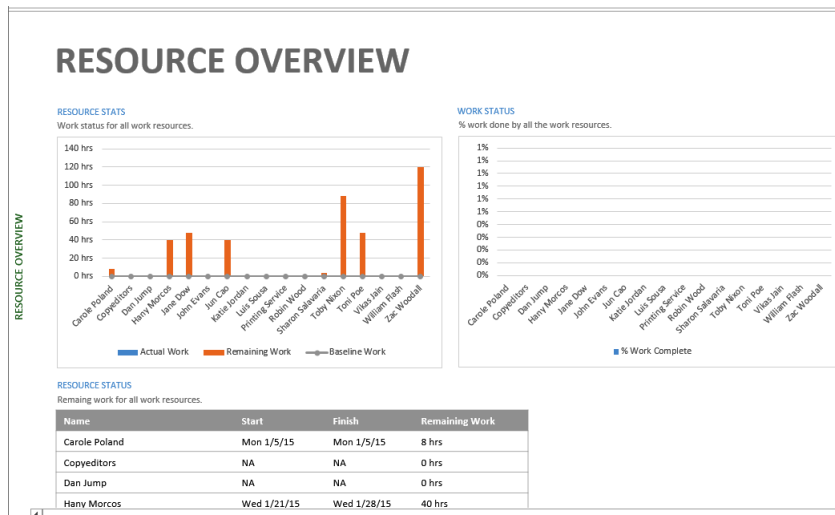 RESOURCE OVERVIEW
RESOURCE OVERVIEW
RESOURCE STATS
Work status for all work resources.
140 hrs
120 hrs
100 hrs
80 hrs
60 hrs
40 hrs
20 hrs
0 hrs
Carole Poland
Copyeditors
Dan Jump
Hany Morcos
Jane Dow
John Evans
Jun Cao
Katie Jordan
Luis Sousa
Printing Service
Robin Wood
Sharon Salavaria
Toby Nixon
Toni Poe
Vikas Jain
William Flash
Zac Woodall
Actual Work Remaining Work Baseline Work
WORK STATUS
% work done by all the work resources.
1%
1%
1%
1%
1%
1%
0%
0%
0%
0%
0%
Carole Poland
Copyeditors
Dan Jump
Hany Morcos
Jane Dow
John Evans
Jun Cao
Katie Jordan
Luis Sousa
Printing Service
Robin Wood
Sharon Salavaria
Toby Nixon
Toni Poe
Vikas Jain
William Flash
Zac Woodall
% Work Complete
RESOURCE STATUS
Remaing work for all work resources.
Name Start Finish Remaining Work
Carole Poland Mon 1/5/15 Mon 1/5/15 8 hrs
Copyeditors NA NA 0 hrs
Dan Jump NA NA 0 hrs
Hany Morcos Wed 1/21/15 Wed 1/28/15 40 hrs